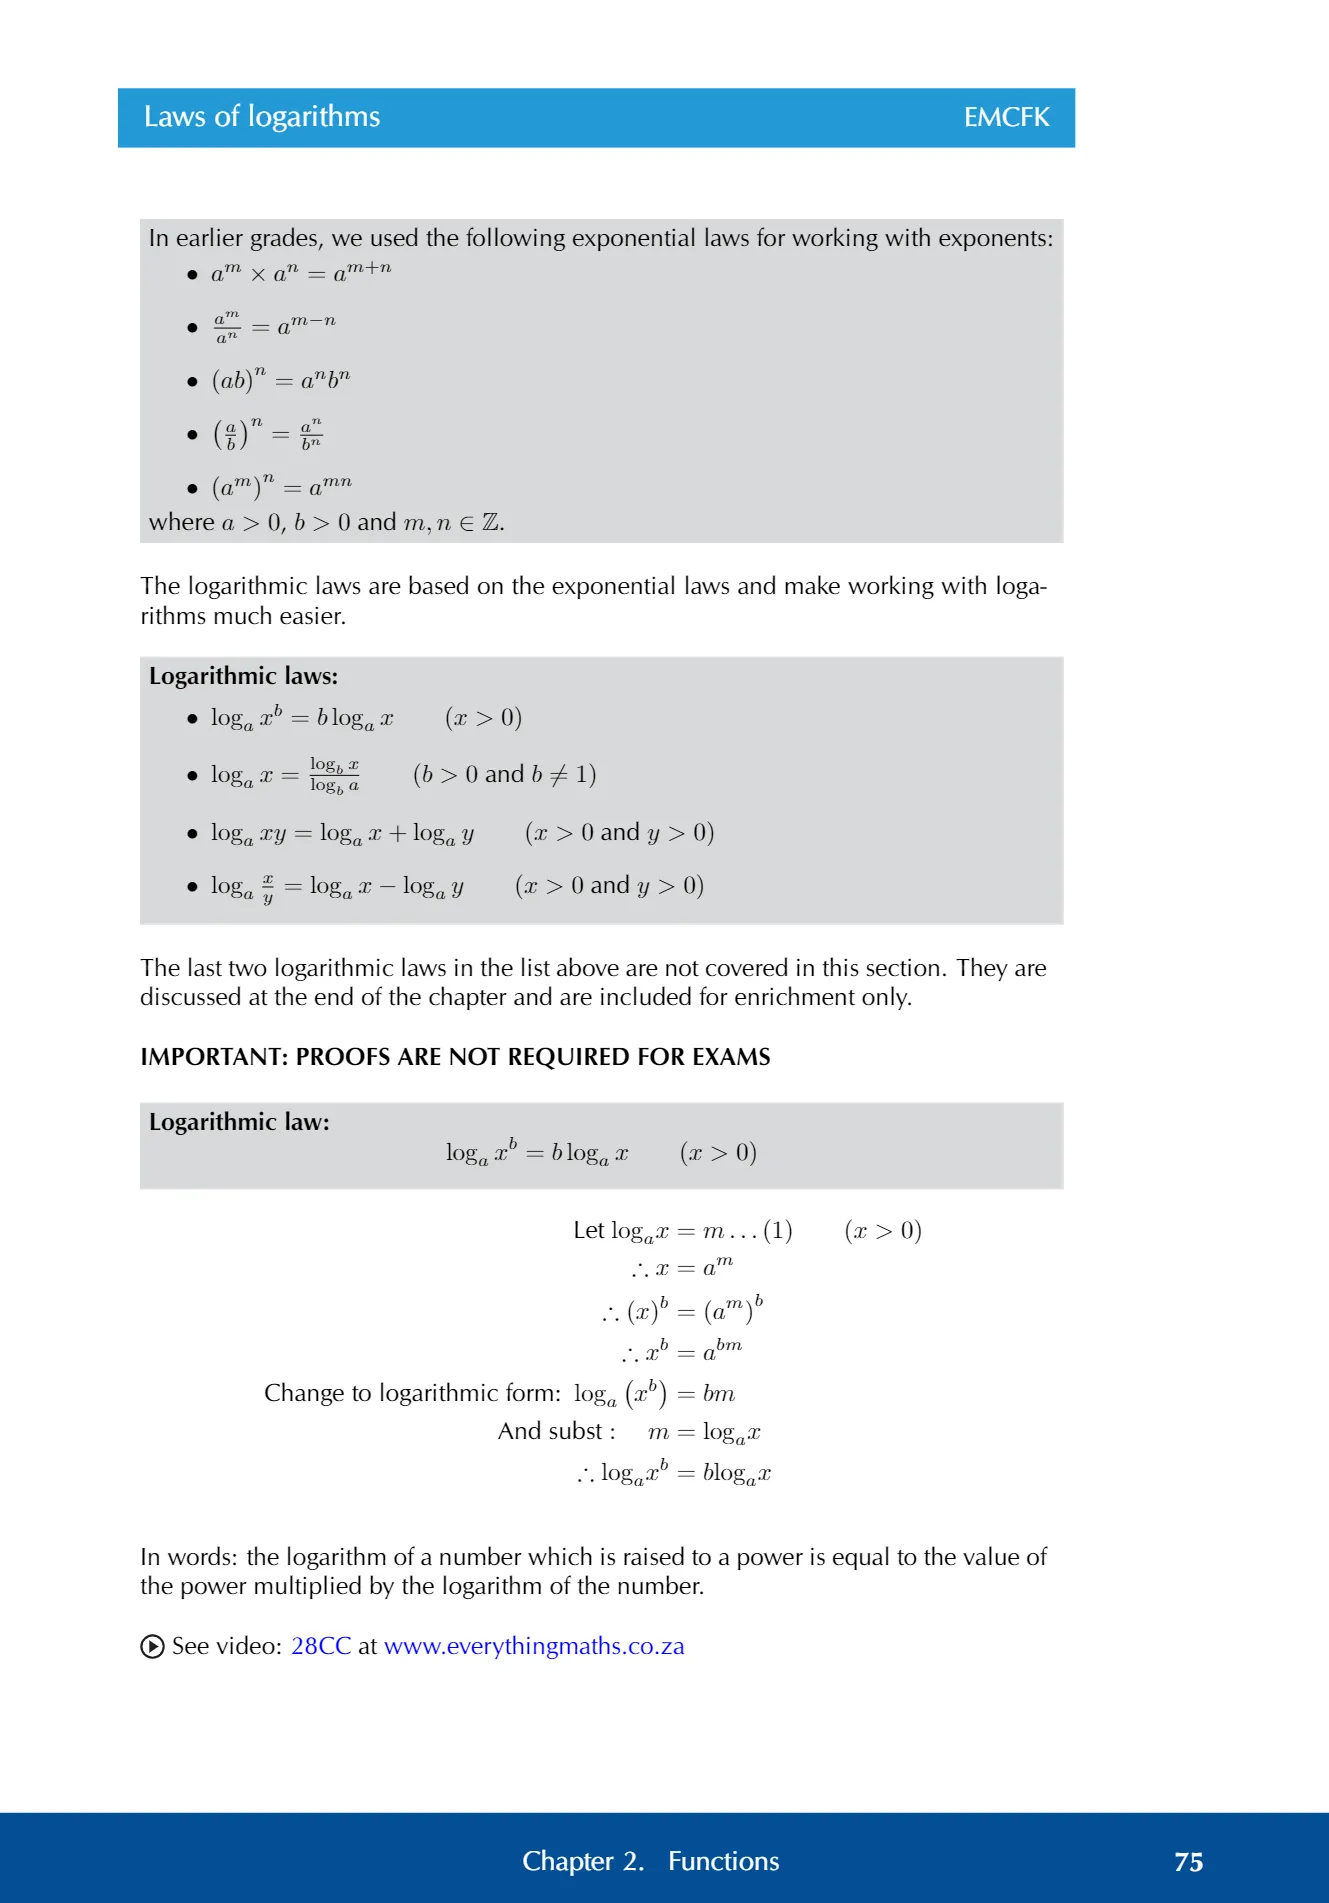 Laws of logarithms EMCFK
In earlier grades, we used the following exponential laws for working with exponents:
• $a^m \times a^n = a^{m+n}$
• $\frac{a^m}{a^n} = a^{m-n}$
• $(ab)^n = a^n b^n$
• $\left(\frac{a}{b}\right)^n = \frac{a^n}{b^n}$
• $(a^m)^n = a^{mn}$
where $a > 0$, $b > 0$ and $m, n \in \mathbb{Z}$.
The logarithmic laws are based on the exponential laws and make working with loga-
rithms much easier.
Logarithmic laws:
• $\log_a x^b = b \log_a x \quad (x > 0)$
• $\log_a x = \frac{\log_b x}{\log_b a} \quad (b > 0 \text{ and } b \neq 1)$
• $\log_a xy = \log_a x + \log_a y \quad (x > 0 \text{ and } y > 0)$
• $\log_a \frac{x}{y} = \log_a x - \log_a y \quad (x > 0 \text{ and } y > 0)$
The last two logarithmic laws in the list above are not covered in this section. They are
discussed at the end of the chapter and are included for enrichment only.
IMPORTANT: PROOFS ARE NOT REQUIRED FOR EXAMS
Logarithmic law:
$\log_a x^b = b \log_a x \quad (x > 0)$
Let $\log_a x = m \ldots (1) \quad (x > 0)$
$\therefore x = a^m$
$\therefore (x)^b = (a^m)^b$
$\therefore x^b = a^{bm}$
Change to logarithmic form: $\log_a (x^b) = bm$
And subst : $m = \log_a x$
$\therefore \log_a x^b = b \log_a x$
In words: the logarithm of a number which is raised to a power is equal to the value of
the power multiplied by the logarithm of the number.
See video: 28CC at www.everythingmaths.co.za
Chapter 2. Functions 75